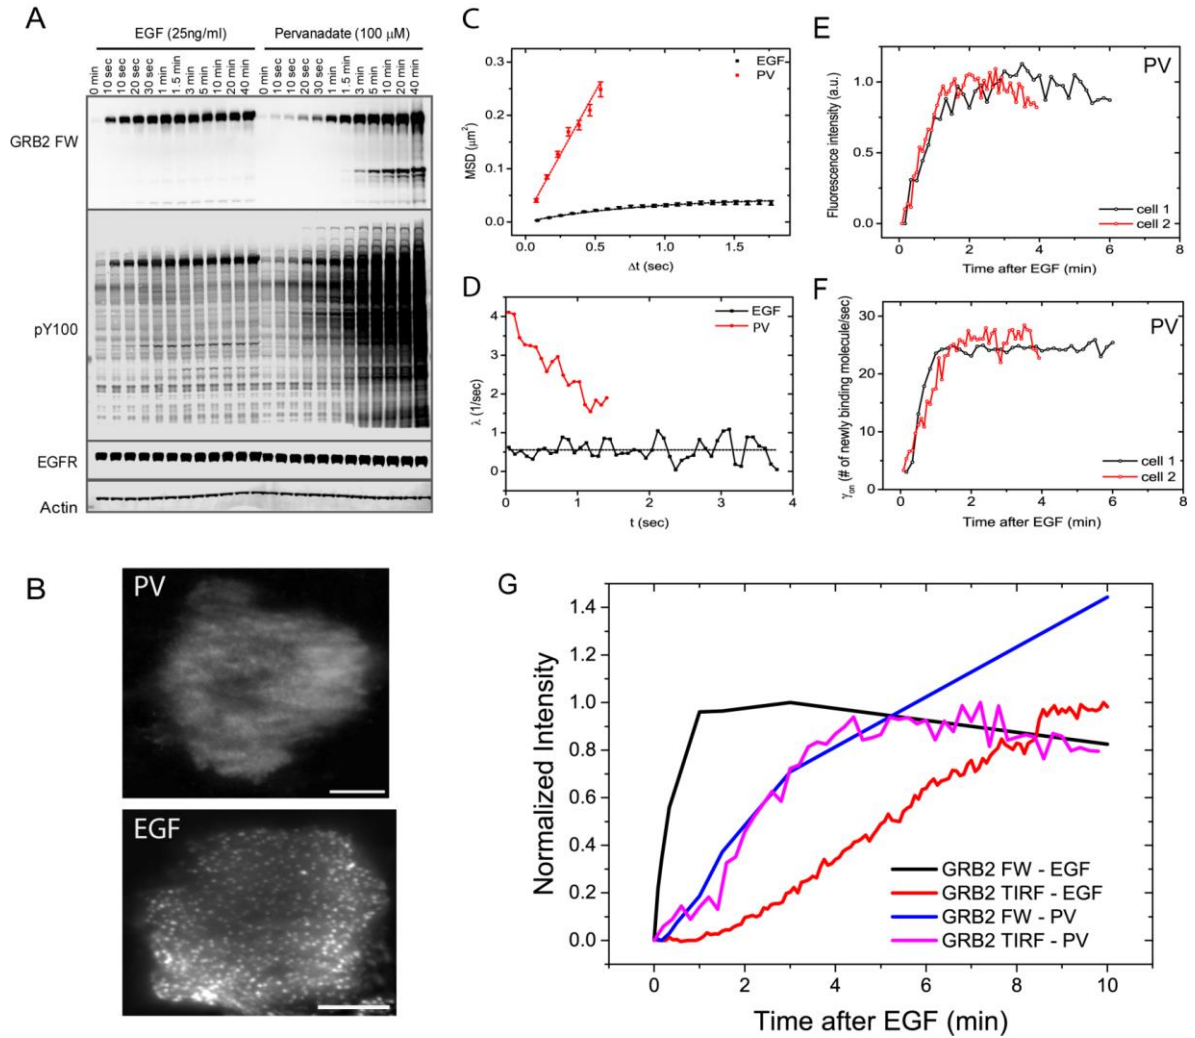 A
EGF (25ng/ml) Pervanadate (100 μM)
0 min
10 sec
10 sec
20 sec
30 sec
1 min
1.5 min
3 min
5 min
10 min
20 min
40 min
0 min
10 sec
10 sec
20 sec
30 sec
1 min
1.5 min
3 min
5 min
10 min
20 min
40 min
GRB2 FW
pY100
EGFR
Actin
B
PV
EGF
C
0.3
0.2
0.1
0.0
MSD (μm²)
EGF
PV
0.0 0.5 1.0 1.5
Δt (sec)
D
4
3
2
1
0
λ (1/sec)
EGF
PV
0 1 2 3 4
t (sec)
E
PV
1.0
0.5
0.0
Fluorescence intensity (a.u.)
cell 1
cell 2
0 2 4 6 8
Time after EGF (min)
F
PV
30
20
10
0
γon (# of newly binding molecule/sec)
cell 1
cell 2
0 2 4 6 8
Time after EGF (min)
G
1.4
1.2
1.0
0.8
0.6
0.4
0.2
0.0
Normalized Intensity
GRB2 FW - EGF
GRB2 TIRF - EGF
GRB2 FW - PV
GRB2 TIRF - PV
0 2 4 6 8 10
Time after EGF (min)